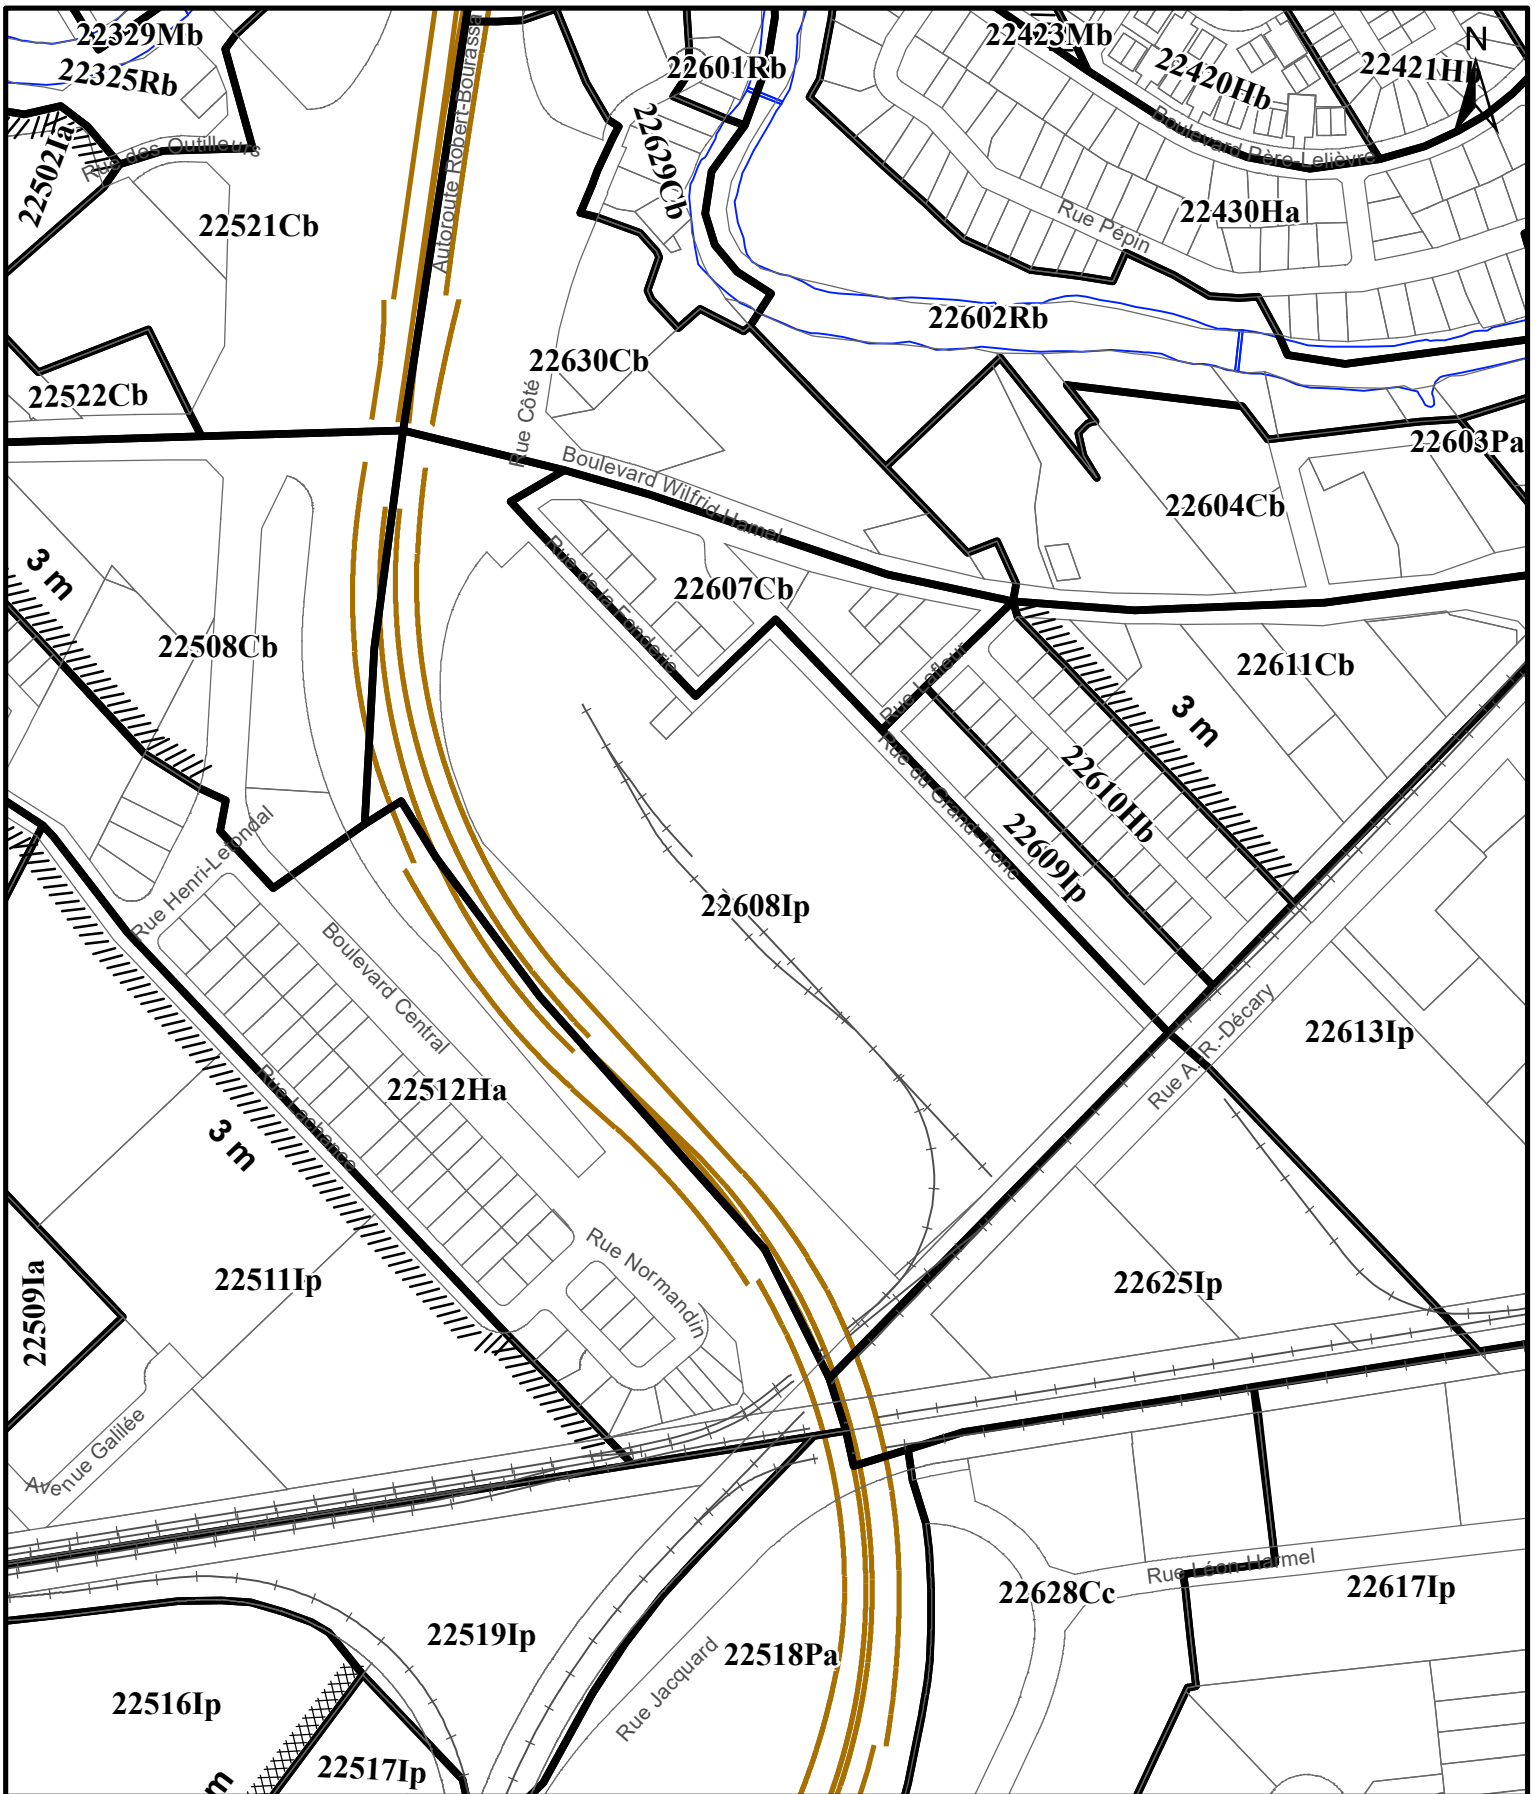 22329Mb
22325Rb
22502Ia
Rue des Outilleurs
22521Cb
22522Cb
Autoroute Robert-Bourassa
22601Rb
22629Cb
22423Mb
22420Hb
22421Hb
N
Boulevard Père-Lelièvre
22430Ha
Rue Pépin
22602Rb
22630Cb
Rue Côté
Boulevard Wilfrid-Hamel
22603Pa
22604Cb
3 m
22508Cb
Rue de la Fonderie
22607Cb
Rue Lafleur
22611Cb
3 m
22610Hb
Rue du Grand-Tronc
22609Ip
22608Ip
Rue Henri-Letondal
Boulevard Central
22512Ha
Rue Lachance
3 m
22613Ip
Rue A.-R.-Décary
22509Ia
22511Ip
Rue Normandin
22625Ip
Avenue Galilée
22519Ip
22518Pa
Rue Jacquard
22628Cc
Rue Léon-Harmel
22617Ip
22516Ip
22517Ip
m